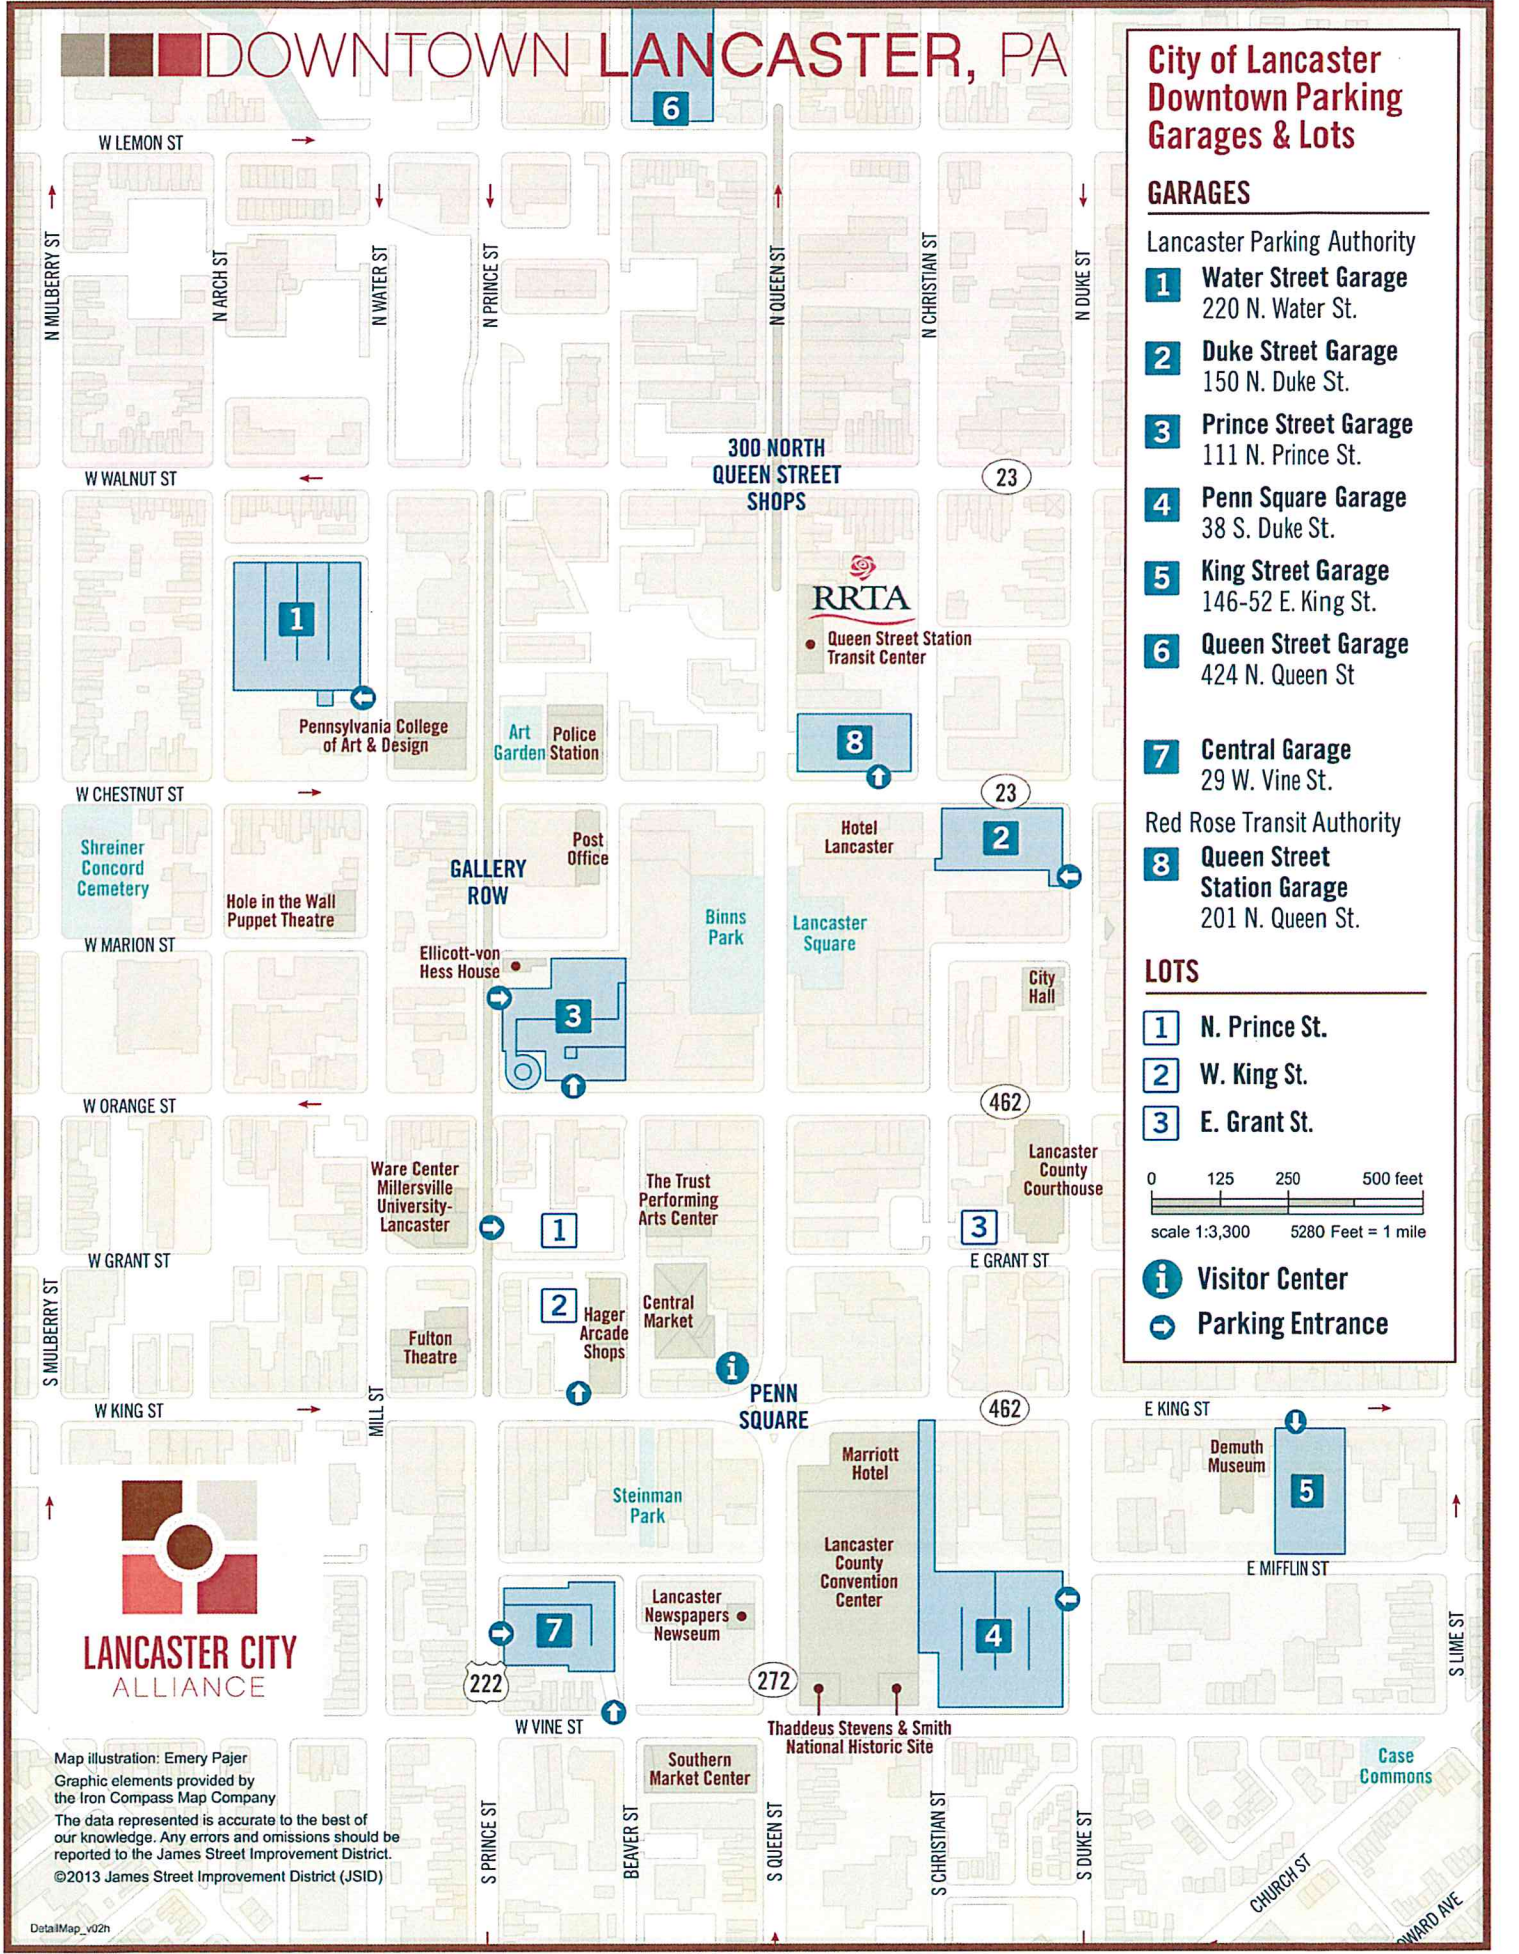 DOWNTOWN LANCASTER, PA
6
W LEMON ST
N MULBERRY ST
N ARCH ST
N WATER ST
N PRINCE ST
N QUEEN ST
N CHRISTIAN ST
N DUKE ST
300 NORTH
QUEEN STREET
SHOPS
W WALNUT ST
23
1
RRTA
Queen Street Station
Transit Center
Pennsylvania College
of Art & Design
Art
Garden
Police
Station
8
W CHESTNUT ST
23
Shreiner
Concord
Cemetery
Hole in the Wall
Puppet Theatre
GALLERY
ROW
Post
Office
Hotel
Lancaster
2
Binns
Park
Lancaster
Square
W MARION ST
Ellicott-von
Hess House
3
City
Hall
W ORANGE ST
462
Ware Center
Millersville
University-
Lancaster
1
The Trust
Performing
Arts Center
Lancaster
County
Courthouse
3
W GRANT ST
E GRANT ST
S MULBERRY ST
Fulton
Theatre
2
Hager
Arcade
Shops
Central
Market
i
PENN
SQUARE
W KING ST
MILL ST
462
E KING ST
Marriott
Hotel
Demuth
Museum
5
Steinman
Park
Lancaster
County
Convention
Center
E MIFFLIN ST
LANCASTER CITY
ALLIANCE
7
Lancaster
Newspapers
Newseum
4
S LIME ST
222
272
W VINE ST
Thaddeus Stevens & Smith
National Historic Site
Southern
Market Center
Case
Commons
S PRINCE ST
BEAVER ST
S QUEEN ST
S CHRISTIAN ST
S DUKE ST
CHURCH ST
OWARD AVE
Map illustration: Emery Pajer
Graphic elements provided by
the Iron Compass Map Company
The data represented is accurate to the best of
our knowledge. Any errors and omissions should be
reported to the James Street Improvement District.
©2013 James Street Improvement District (JSID)
DetailMap_v02h
City of Lancaster
Downtown Parking
Garages & Lots
GARAGES
Lancaster Parking Authority
1 Water Street Garage
220 N. Water St.
2 Duke Street Garage
150 N. Duke St.
3 Prince Street Garage
111 N. Prince St.
4 Penn Square Garage
38 S. Duke St.
5 King Street Garage
146-52 E. King St.
6 Queen Street Garage
424 N. Queen St
7 Central Garage
29 W. Vine St.
Red Rose Transit Authority
8 Queen Street
Station Garage
201 N. Queen St.
LOTS
1 N. Prince St.
2 W. King St.
3 E. Grant St.
0 125 250 500 feet
scale 1:3,300 5280 Feet = 1 mile
i Visitor Center
Parking Entrance